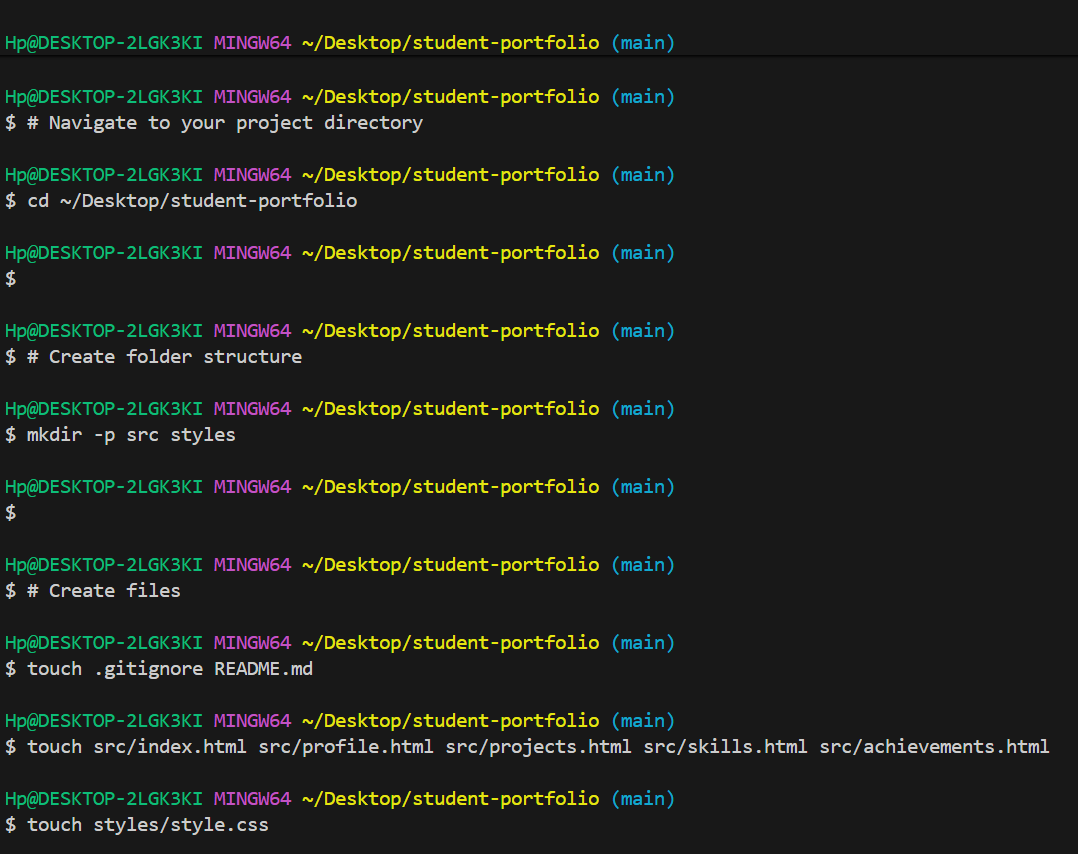 Hp@DESKTOP-2LGK3KI MINGW64 ~/Desktop/student-portfolio (main)
Hp@DESKTOP-2LGK3KI MINGW64 ~/Desktop/student-portfolio (main)
$ # Navigate to your project directory
Hp@DESKTOP-2LGK3KI MINGW64 ~/Desktop/student-portfolio (main)
$ cd ~/Desktop/student-portfolio
Hp@DESKTOP-2LGK3KI MINGW64 ~/Desktop/student-portfolio (main)
$
Hp@DESKTOP-2LGK3KI MINGW64 ~/Desktop/student-portfolio (main)
$ # Create folder structure
Hp@DESKTOP-2LGK3KI MINGW64 ~/Desktop/student-portfolio (main)
$ mkdir -p src styles
Hp@DESKTOP-2LGK3KI MINGW64 ~/Desktop/student-portfolio (main)
$
Hp@DESKTOP-2LGK3KI MINGW64 ~/Desktop/student-portfolio (main)
$ # Create files
Hp@DESKTOP-2LGK3KI MINGW64 ~/Desktop/student-portfolio (main)
$ touch .gitignore README.md
Hp@DESKTOP-2LGK3KI MINGW64 ~/Desktop/student-portfolio (main)
$ touch src/index.html src/profile.html src/projects.html src/skills.html src/achievements.html
Hp@DESKTOP-2LGK3KI MINGW64 ~/Desktop/student-portfolio (main)
$ touch styles/style.css